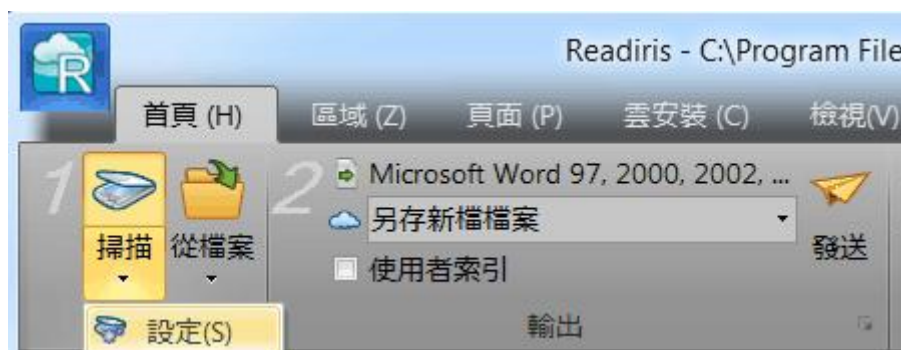 Readiris - C:\Program File
首頁 (H) 區域 (Z) 頁面 (P) 雲安裝 (C) 檢視(V)
1 掃描 從檔案
2 Microsoft Word 97, 2000, 2002, ...
另存新檔檔案
使用者索引
發送
設定(S)
輸出